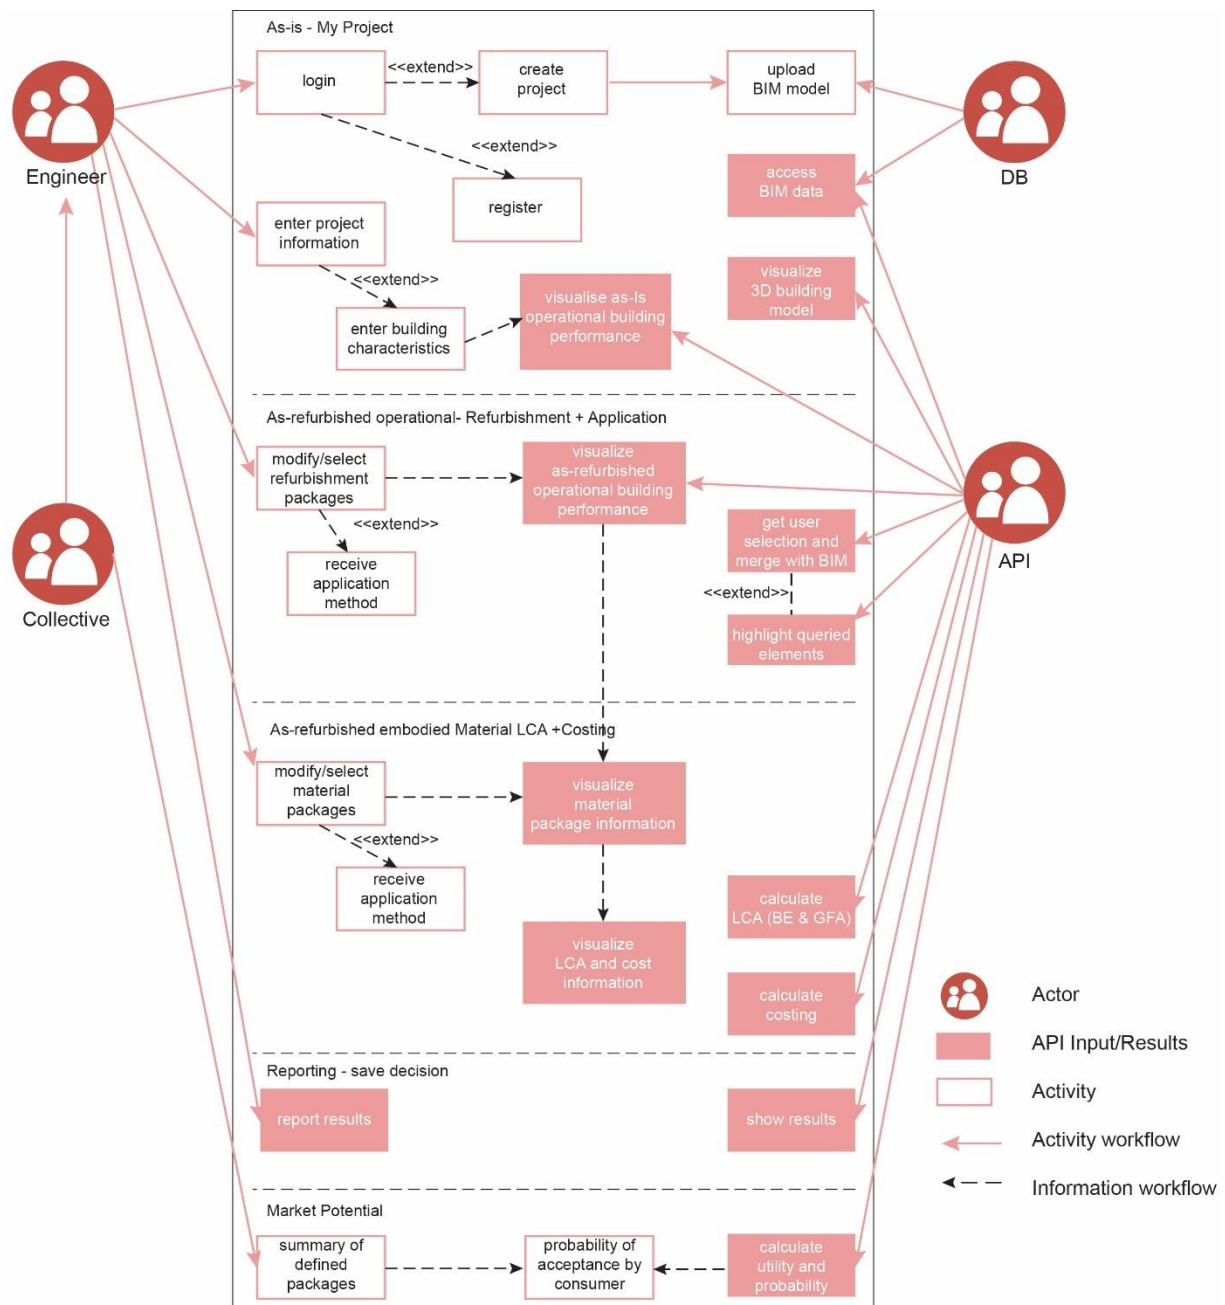 As-is - My Project
login
<<extend>>
create
project
upload
BIM model
Engineer
DB
<<extend>>
access
BIM data
register
enter project
information
<<extend>>
visualize
3D building
model
visualise as-Is
operational building
performance
enter building
characteristics
As-refurbished operational- Refurbishment + Application
modify/select
refurbishment
packages
visualize
as-refurbished
operational building
performance
<<extend>>
get user
selection and
merge with BIM
API
receive
application
method
<<extend>>
Collective
highlight queried
elements
As-refurbished embodied Material LCA +Costing
modify/select
material
packages
visualize
material
package information
<<extend>>
receive
application
method
calculate
LCA (BE & GFA)
visualize
LCA and cost
information
calculate
costing
Actor
API Input/Results
Reporting - save decision
report results
show results
Activity
Activity workflow
Information workflow
Market Potential
summary of
defined
packages
probability of
acceptance by
consumer
calculate
utility and
probability